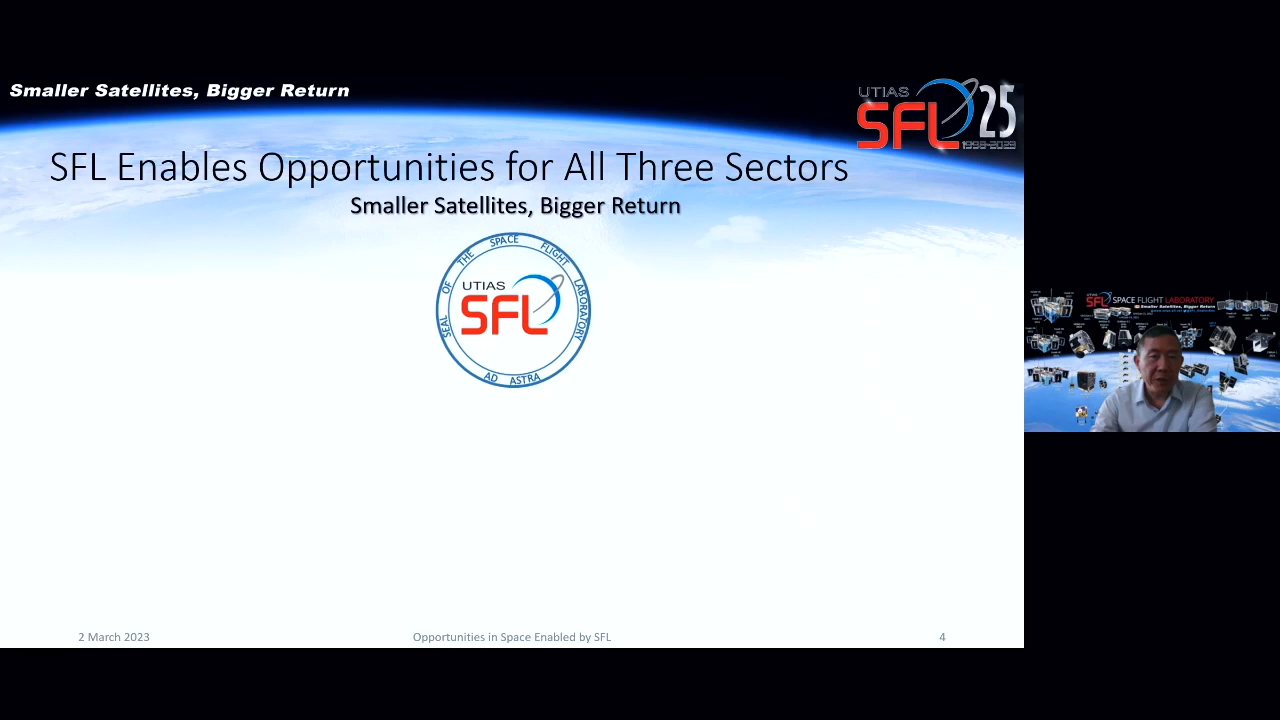 Smaller Satellites, Bigger Return
UTIAS
SFL 25
1998-2023
SFL Enables Opportunities for All Three Sectors
Smaller Satellites, Bigger Return
SEAL OF THE SPACE FLIGHT LABORATORY
UTIAS
SFL
AD ASTRA
UTIAS
SFL SPACE FLIGHT LABORATORY
Smaller Satellites, Bigger Return
2 March 2023
Opportunities in Space Enabled by SFL
4